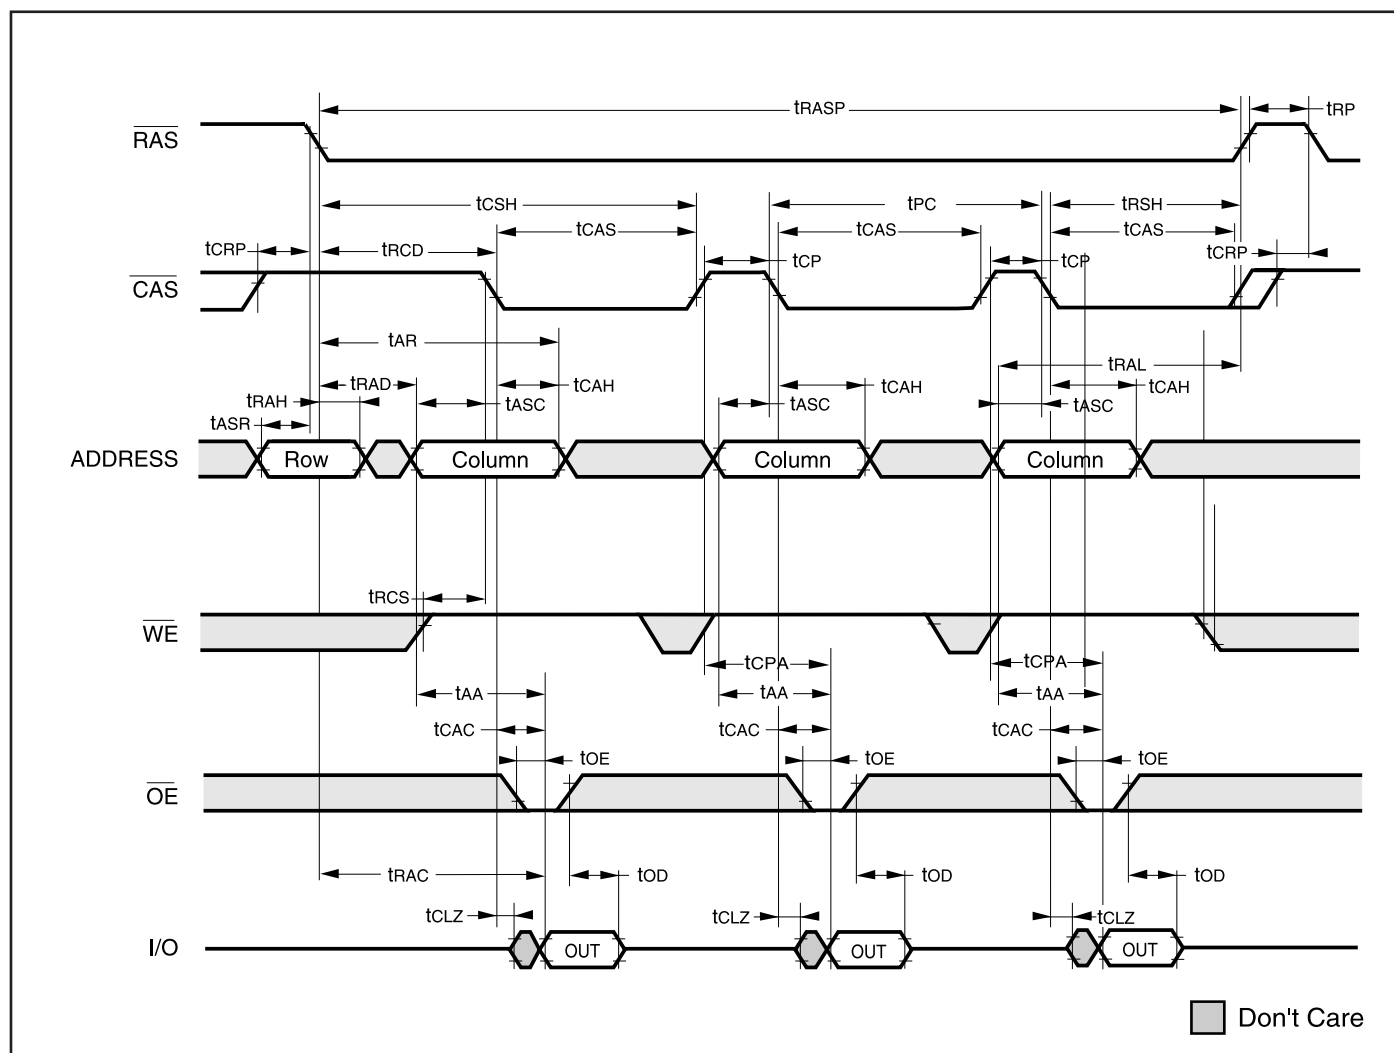 tRASP
tRP
RAS
tCSH
tPC
tRSH
tCAS
tCAS
tCAS
tCRP
tRCD
tCP
tCP
tCRP
CAS
tAR
tRAL
tRAD
tCAH
tCAH
tCAH
tRAH
tASC
tASC
tASC
tASR
ADDRESS
Row
Column
Column
Column
tRCS
WE
tCPA
tCPA
tAA
tAA
tAA
tCAC
tCAC
tCAC
tOE
tOE
tOE
OE
tRAC
tOD
tOD
tOD
tCLZ
tCLZ
tCLZ
I/O
OUT
OUT
OUT
Don't Care